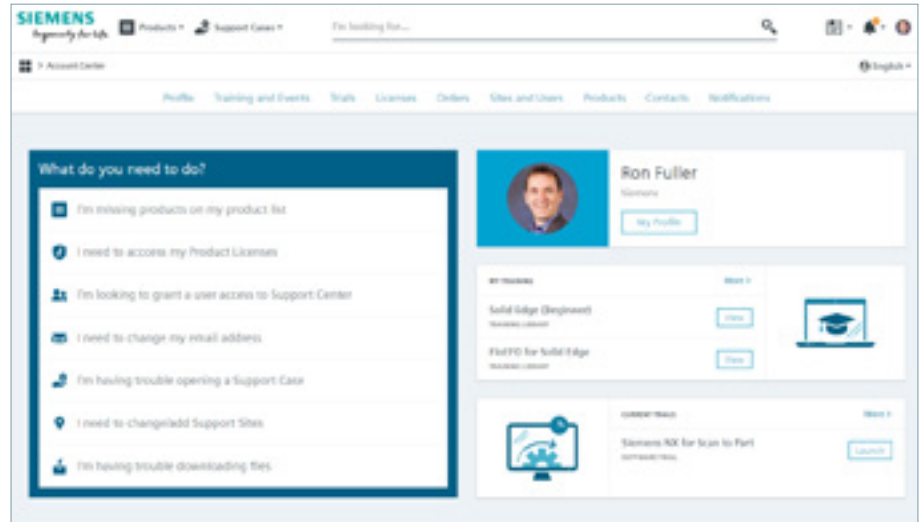 SIEMENS
Ingenuity for life
Products
Support Cases
I'm looking for...
> Account Center
English
Profile
Training and Events
Trials
Licenses
Orders
Sites and Users
Products
Contacts
Notifications
What do you need to do?
I'm missing products on my product list
I need to access my Product Licenses
I'm looking to grant a user access to Support Center
I need to change my email address
I'm having trouble opening a Support Case
I need to change/add Support Sites
I'm having trouble downloading files
Ron Fuller
Siemens
My Profile
MY TRAINING
More >
Solid Edge (Beginner)
TRAINING LIBRARY
View
for Solid Edge
TRAINING LIBRARY
View
CURRENT TRIALS
More >
Siemens NX for Scan to Part
SOFTWARE TRIAL
Launch